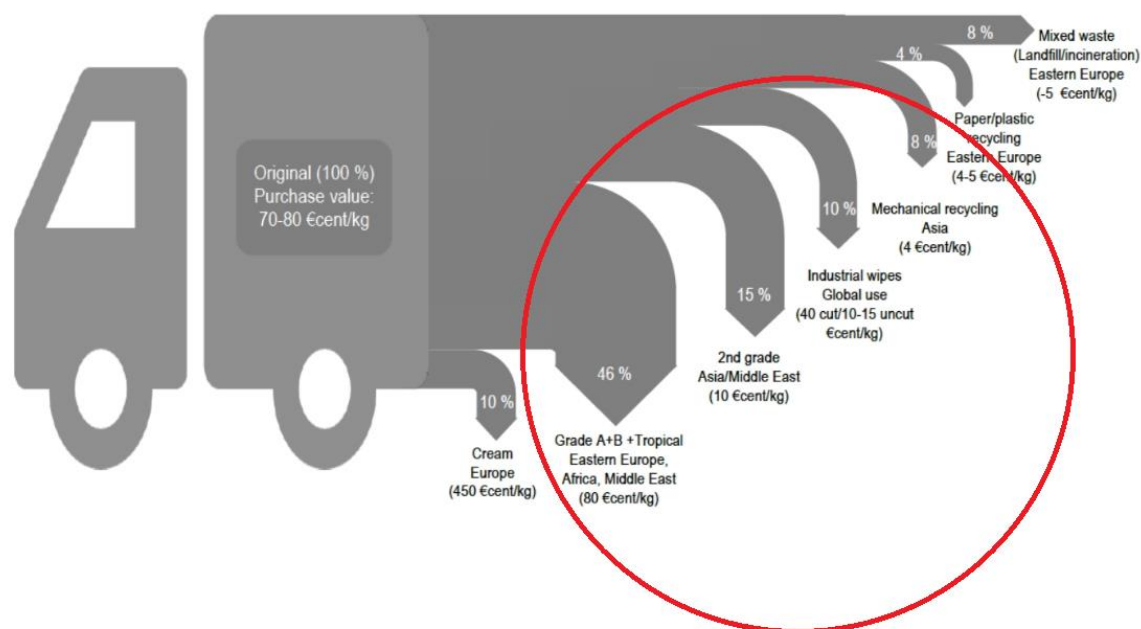 Original (100 %)
Purchase value:
70-80 €cent/kg
8 %
Mixed waste
(Landfill/incineration)
Eastern Europe
(-5 €cent/kg)
4 %
Paper/plastic
recycling
Eastern Europe
(4-5 €cent/kg)
8 %
Mechanical recycling
Asia
(4 €cent/kg)
10 %
Industrial wipes
Global use
(40 cut/10-15 uncut
€cent/kg)
15 %
2nd grade
Asia/Middle East
(10 €cent/kg)
46 %
Grade A+B +Tropical
Eastern Europe,
Africa, Middle East
(80 €cent/kg)
10 %
Cream
Europe
(450 €cent/kg)